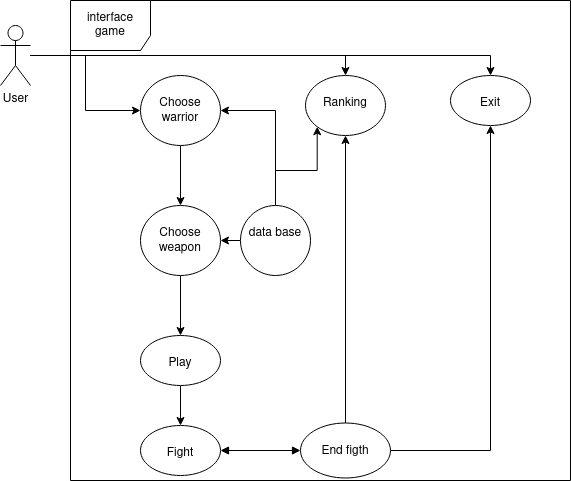 interface
game
User
Choose
warrior
Ranking
Exit
Choose
weapon
data base
Play
Fight
End figth